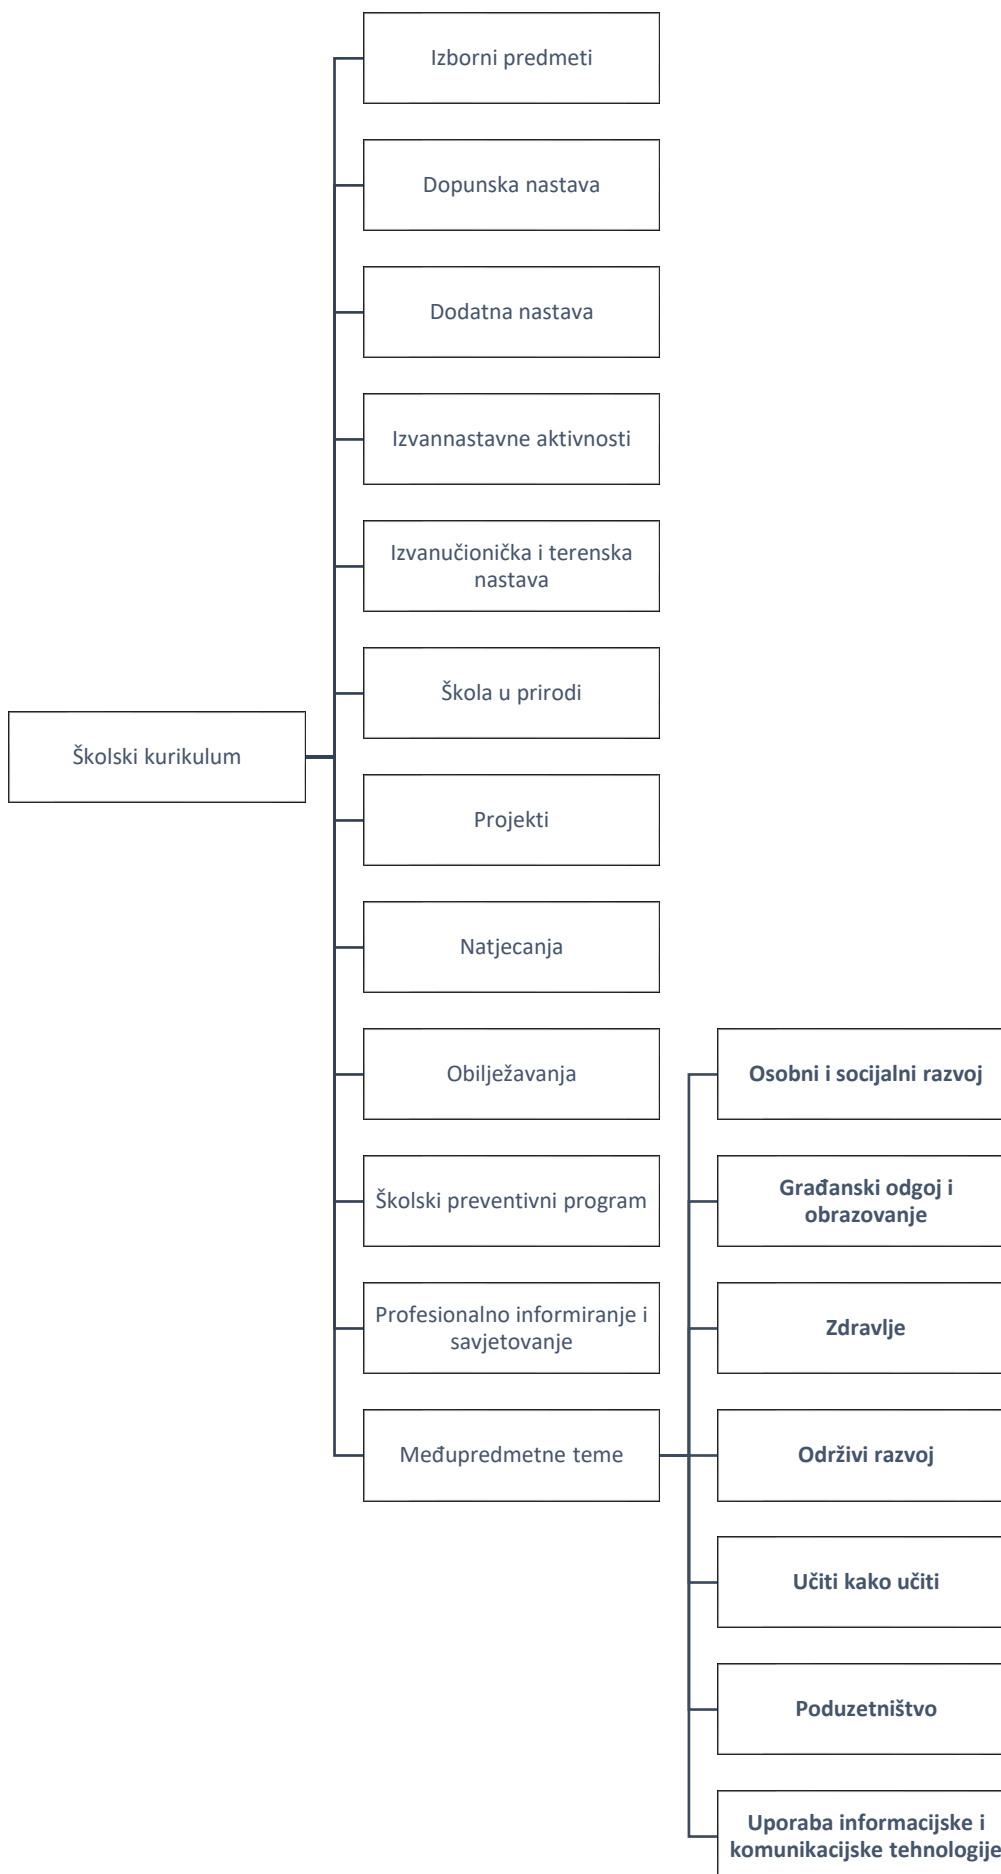 Školski kurikulum
Izborni predmeti
Dopunska nastava
Dodatna nastava
Izvannastavne aktivnosti
Izvanučionička i terenska
nastava
Škola u prirodi
Projekti
Natjecanja
Obilježavanja
Školski preventivni program
Profesionalno informiranje i
savjetovanje
Međupredmetne teme
Osobni i socijalni razvoj
Građanski odgoj i
obrazovanje
Zdravlje
Održivi razvoj
Učiti kako učiti
Poduzetništvo
Uporaba informacijske i
komunikacijske tehnologije